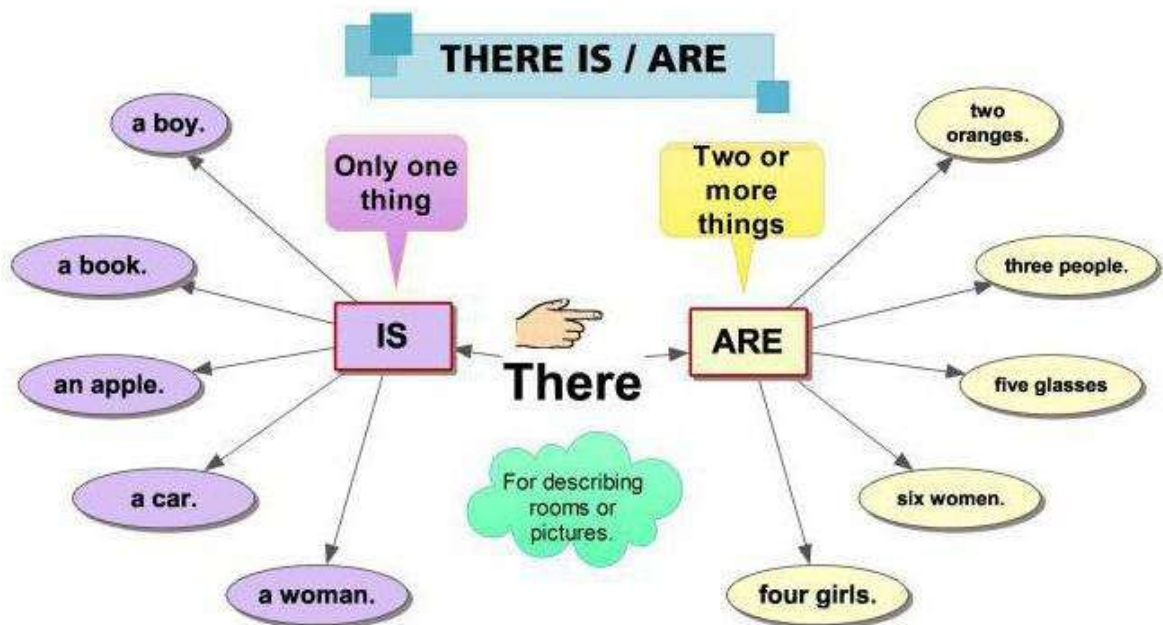 THERE IS / ARE
Only one
thing
Two or
more
things
a boy.
a book.
an apple.
a car.
a woman.
IS
There
ARE
two
oranges.
three people.
five glasses
six women.
four girls.
For describing
rooms or
pictures.